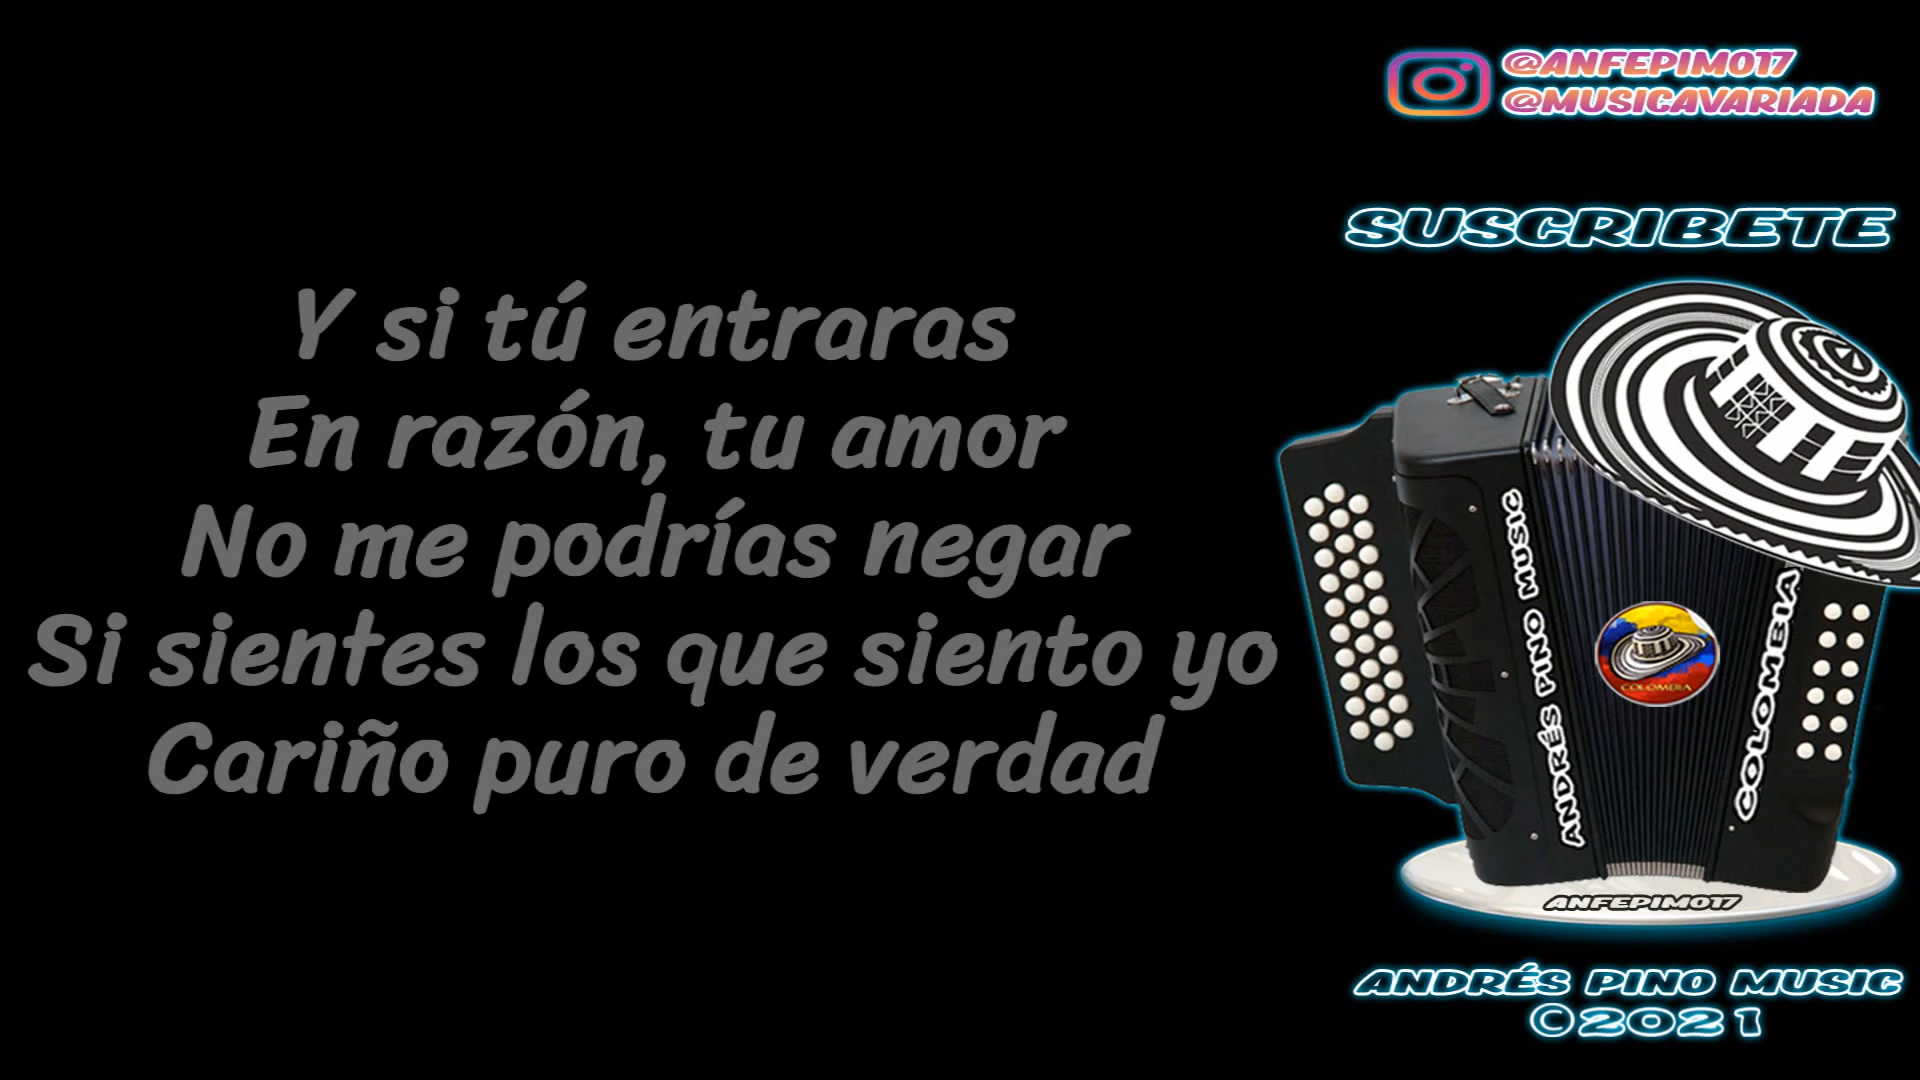 @ANFEPIMO17
@MUSICAVARIADA
SUSCRIBETE
Y si tú entraras
En razón, tu amor
No me podrías negar
Si sientes los que siento yo
Cariño puro de verdad
ANDRÉS PINO MUSIC
COLOMBIA
COLOMBIA
ANFEPIMO17
ANDRÉS PINO MUSIC
©2021